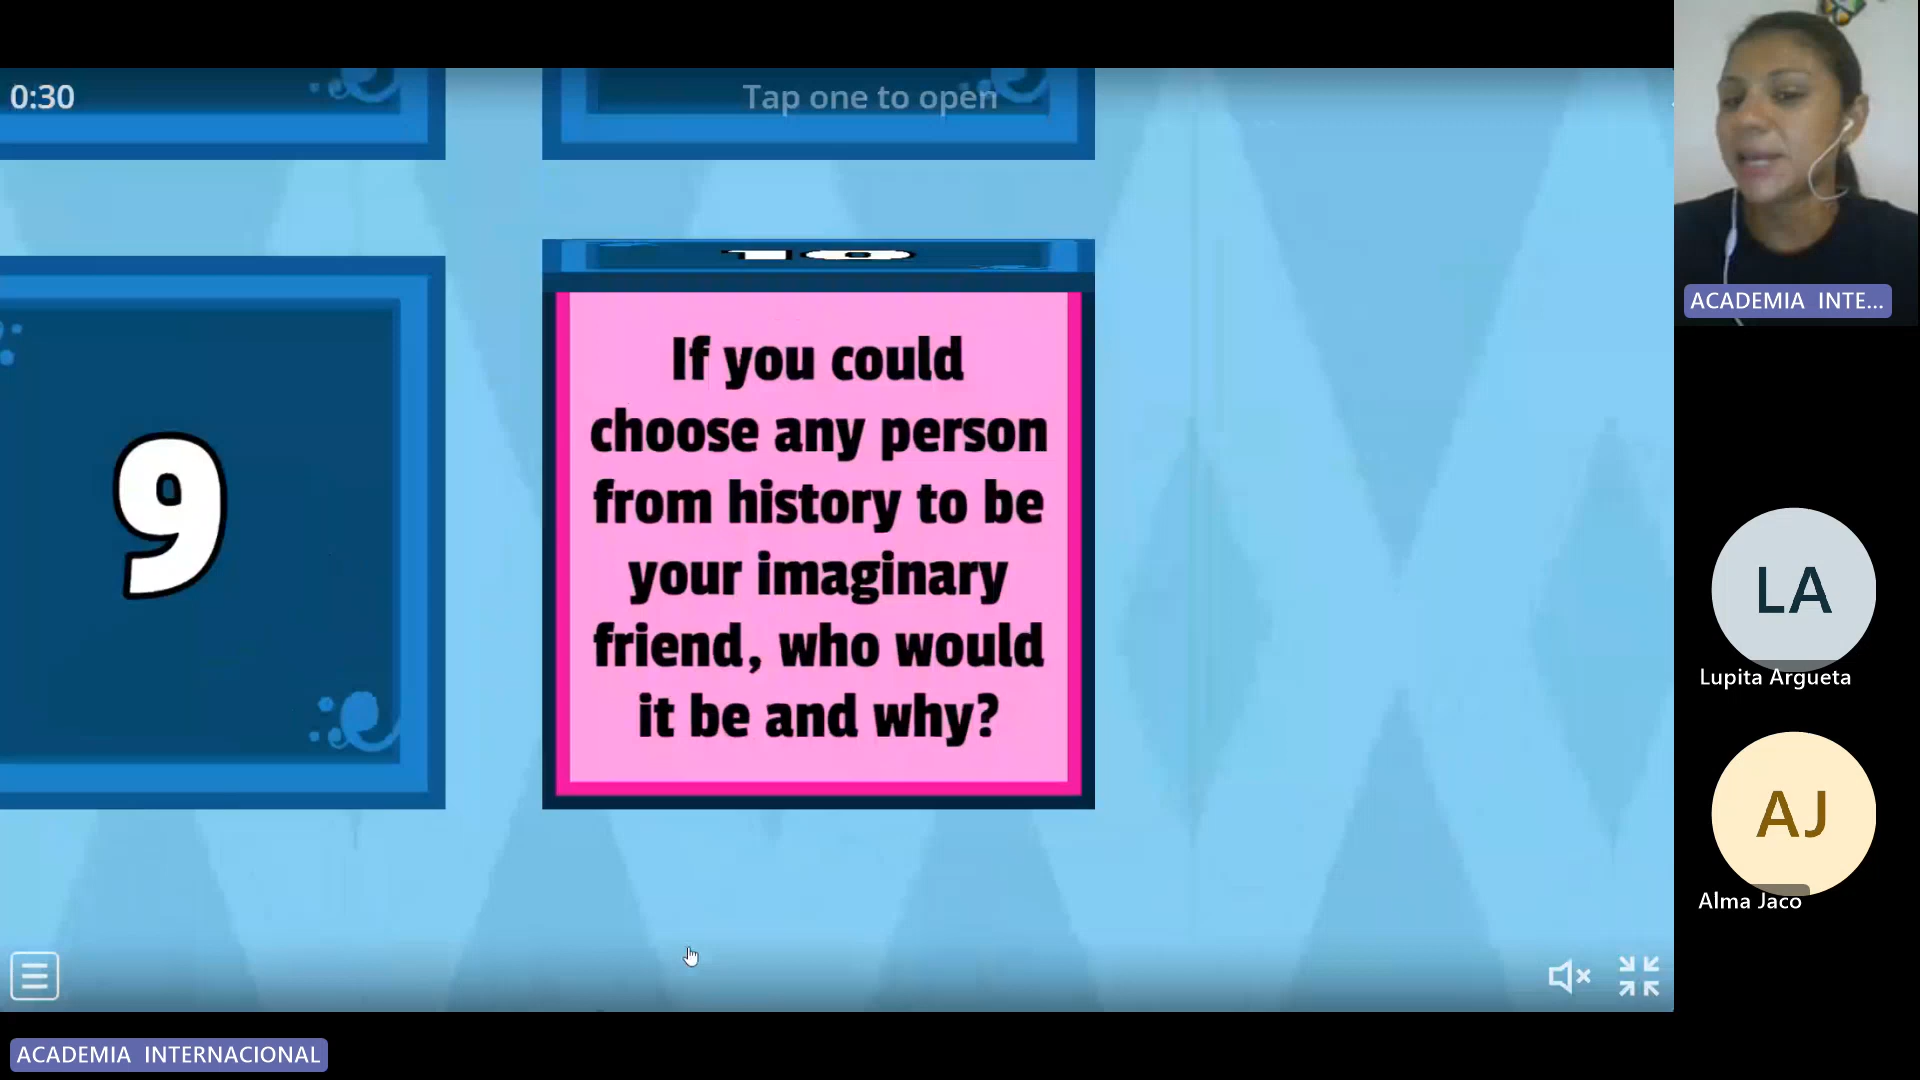 0:30
Tap one to open
10
9
If you could
choose any person
from history to be
your imaginary
friend, who would
it be and why?
ACADEMIA INTE...
LA
Lupita Argueta
AJ
Alma Jaco
ACADEMIA INTERNACIONAL